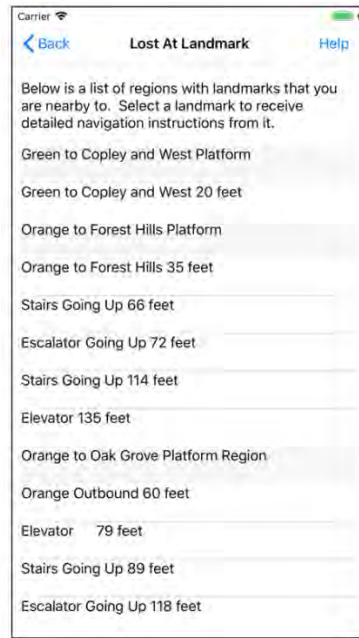 Carrier
Back Lost At Landmark Help
Below is a list of regions with landmarks that you
are nearby to. Select a landmark to receive
detailed navigation instructions from it.
Green to Copley and West Platform
Green to Copley and West 20 feet
Orange to Forest Hills Platform
Orange to Forest Hills 35 feet
Stairs Going Up 66 feet
Escalator Going Up 72 feet
Stairs Going Up 114 feet
Elevator 135 feet
Orange to Oak Grove Platform Region
Orange Outbound 60 feet
Elevator 79 feet
Stairs Going Up 89 feet
Escalator Going Up 118 feet